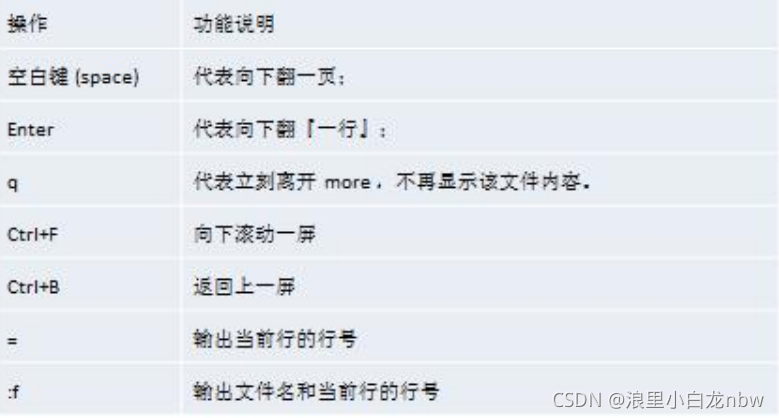 操作 功能说明
空白键 (space) 代表向下翻一页；
Enter 代表向下翻『一行』；
q 代表立刻离开 more ，不再显示该文件内容。
Ctrl+F 向下滚动一屏
Ctrl+B 返回上一屏
= 输出当前行的行号
:f 输出文件名和当前行的行号
CSDN @浪里小白龙nbw